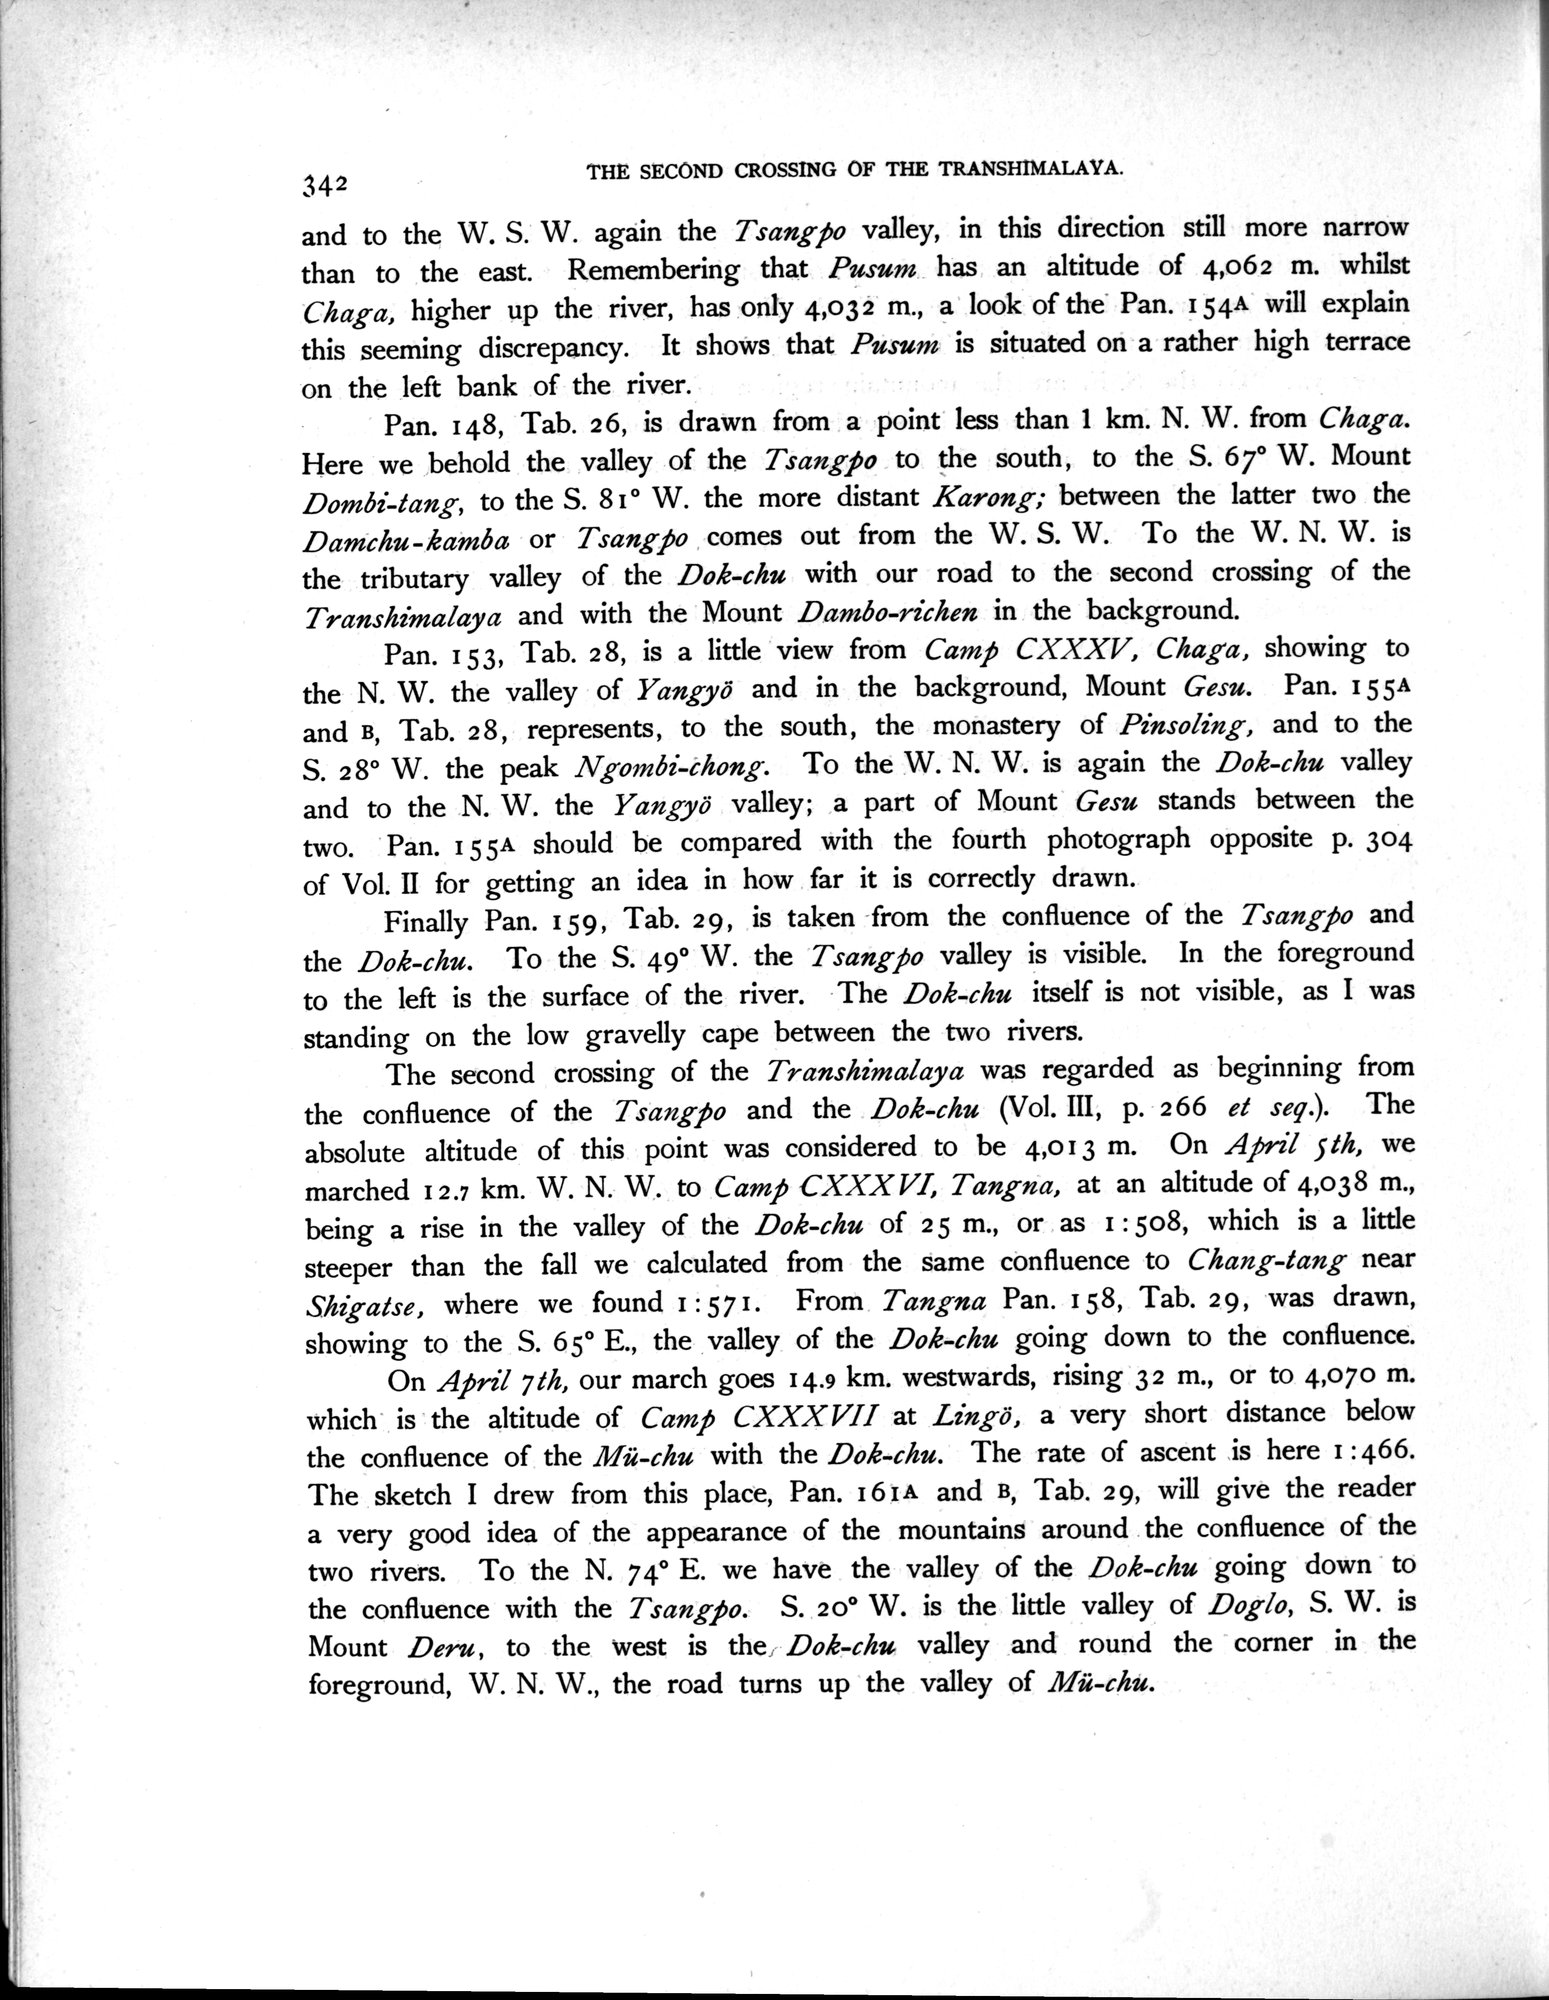 342
THE SECOND CROSSING OF THE TRANSHIMALAYA.
and to the W. S. W. again the Tsangpo valley, in this direction still more narrow
than to the east. Remembering that Pusum has an altitude of 4,062 m. whilst
Chaga, higher up the river, has only 4,032 m., a look of the Pan. 154A will explain
this seeming discrepancy. It shows that Pusum is situated on a rather high terrace
on the left bank of the river.
Pan. 148, Tab. 26, is drawn from a point less than 1 km. N. W. from Chaga.
Here we behold the valley of the Tsangpo to the south, to the S. 67° W. Mount
Dombi-tang, to the S. 81° W. the more distant Karong; between the latter two the
Damchu-kamba or Tsangpo comes out from the W. S. W. To the W. N. W. is
the tributary valley of the Dok-chu with our road to the second crossing of the
Transhimalaya and with the Mount Dambo-richen in the background.
Pan. 153, Tab. 28, is a little view from Camp CXXXV, Chaga, showing to
the N. W. the valley of Yangyö and in the background, Mount Gesu. Pan. 155A
and B, Tab. 28, represents, to the south, the monastery of Pinsoling, and to the
S. 28° W. the peak Ngombi-chong. To the W. N. W. is again the Dok-chu valley
and to the N. W. the Yangyö valley; a part of Mount Gesu stands between the
two. Pan. 155A should be compared with the fourth photograph opposite p. 304
of Vol. II for getting an idea in how far it is correctly drawn.
Finally Pan. 159, Tab. 29, is taken from the confluence of the Tsangpo and
the Dok-chu. To the S. 49° W. the Tsangpo valley is visible. In the foreground
to the left is the surface of the river. The Dok-chu itself is not visible, as I was
standing on the low gravelly cape between the two rivers.
The second crossing of the Transhimalaya was regarded as beginning from
the confluence of the Tsangpo and the Dok-chu (Vol. III, p. 266 et seq.). The
absolute altitude of this point was considered to be 4,013 m. On April 5th, we
marched 12.7 km. W. N. W. to Camp CXXXVI, Tangna, at an altitude of 4,038 m.,
being a rise in the valley of the Dok-chu of 25 m., or as 1:508, which is a little
steeper than the fall we calculated from the same confluence to Chang-tang near
Shigatse, where we found 1:571. From Tangna Pan. 158, Tab. 29, was drawn,
showing to the S. 65° E., the valley of the Dok-chu going down to the confluence.
On April 7th, our march goes 14.9 km. westwards, rising 32 m., or to 4,070 m.
which is the altitude of Camp CXXXVII at Lingö, a very short distance below
the confluence of the Mü-chu with the Dok-chu. The rate of ascent is here 1:466.
The sketch I drew from this place, Pan. 161A and B, Tab. 29, will give the reader
a very good idea of the appearance of the mountains around the confluence of the
two rivers. To the N. 74° E. we have the valley of the Dok-chu going down to
the confluence with the Tsangpo. S. 20° W. is the little valley of Doglo, S. W. is
Mount Deru, to the west is the Dok-chu valley and round the corner in the
foreground, W. N. W., the road turns up the valley of Mü-chu.